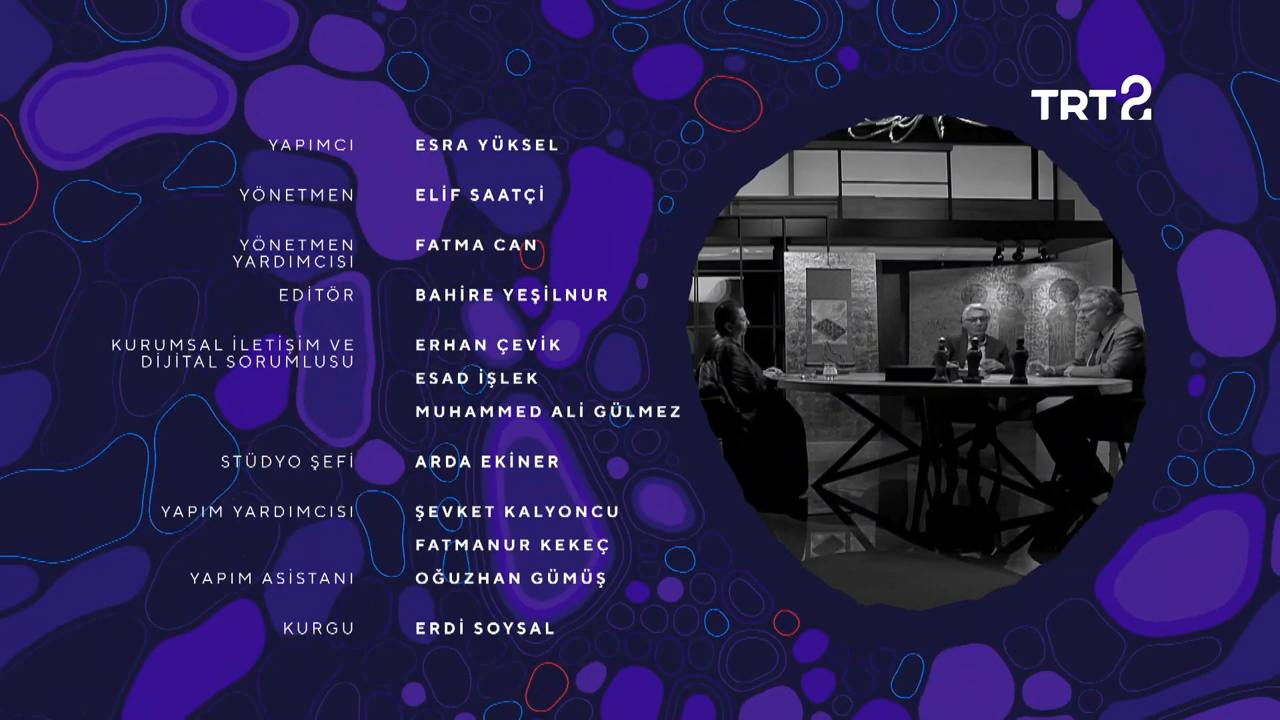 TRT2
YAPIMCI ESRA YÜKSEL
YÖNETMEN ELİF SAATÇİ
YÖNETMEN YARDIMCISI FATMA CAN
EDİTÖR BAHİRE YEŞİLNUR
KURUMSAL İLETİŞİM VE DİJİTAL SORUMLUSU ERHAN ÇEVİK
ESAD İŞLEK
MUHAMMED ALİ GÜLMEZ
STÜDYO ŞEFİ ARDA EKİNER
YAPIM YARDIMCISI ŞEVKET KALYONCU
FATMANUR KEKEÇ
YAPIM ASİSTANI OĞUZHAN GÜMÜŞ
KURGU ERDİ SOYSAL